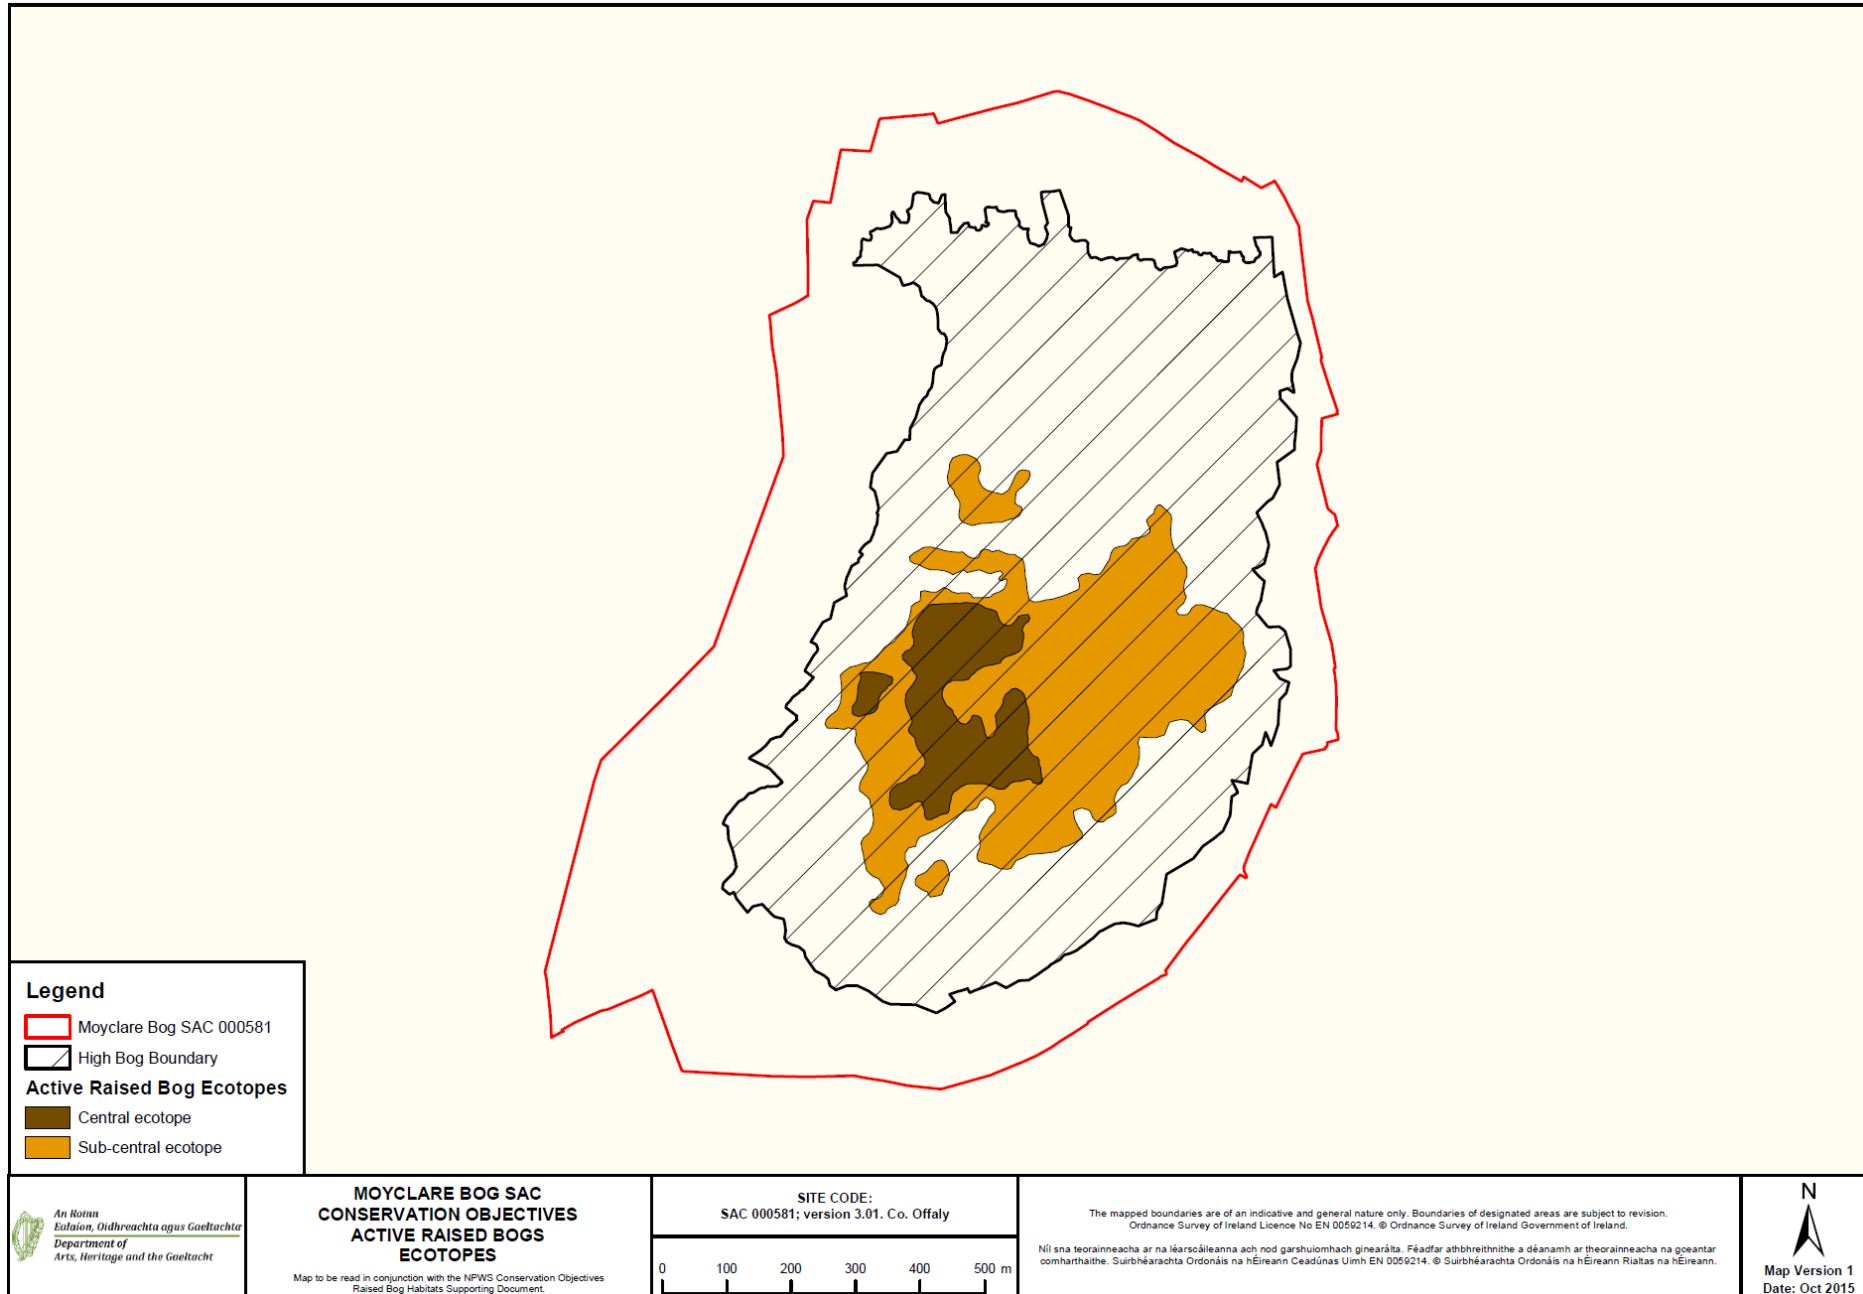 Legend
Moyclare Bog SAC 000581
High Bog Boundary
Active Raised Bog Ecotopes
Central ecotope
Sub-central ecotope
An Roinn
Ealaíon, Oidhreachta agus Gaeltachta
Department of
Arts, Heritage and the Gaeltacht
MOYCLARE BOG SAC
CONSERVATION OBJECTIVES
ACTIVE RAISED BOGS
ECOTOPES
Map to be read in conjunction with the NPWS Conservation Objectives
Raised Bog Habitats Supporting Document.
SITE CODE:
SAC 000581; version 3.01. Co. Offaly
0 100 200 300 400 500 m
The mapped boundaries are of an indicative and general nature only. Boundaries of designated areas are subject to revision.
Ordnance Survey of Ireland Licence No EN 0059214. © Ordnance Survey of Ireland Government of Ireland.
Níl sna teorainneacha ar na léarscáileanna ach nod garshuiomhach ginearálta. Féadfar athbhreithnithe a déanamh ar theorainneacha na gceantar
comharthaithe. Suirbhéarachta Ordonáis na hÉireann Ceadúnas Uimh EN 0059214. © Suirbhéarachta Ordonáis na hÉireann Rialtas na hÉireann.
N
Map Version 1
Date: Oct 2015